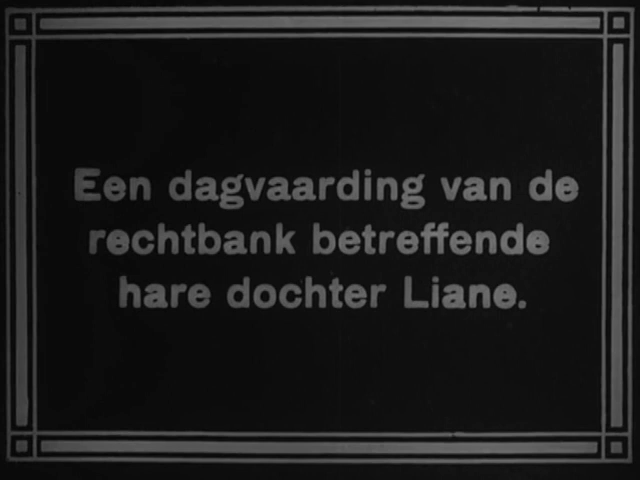 Een dagvaarding van de
rechtbank betreffende
hare dochter Liane.